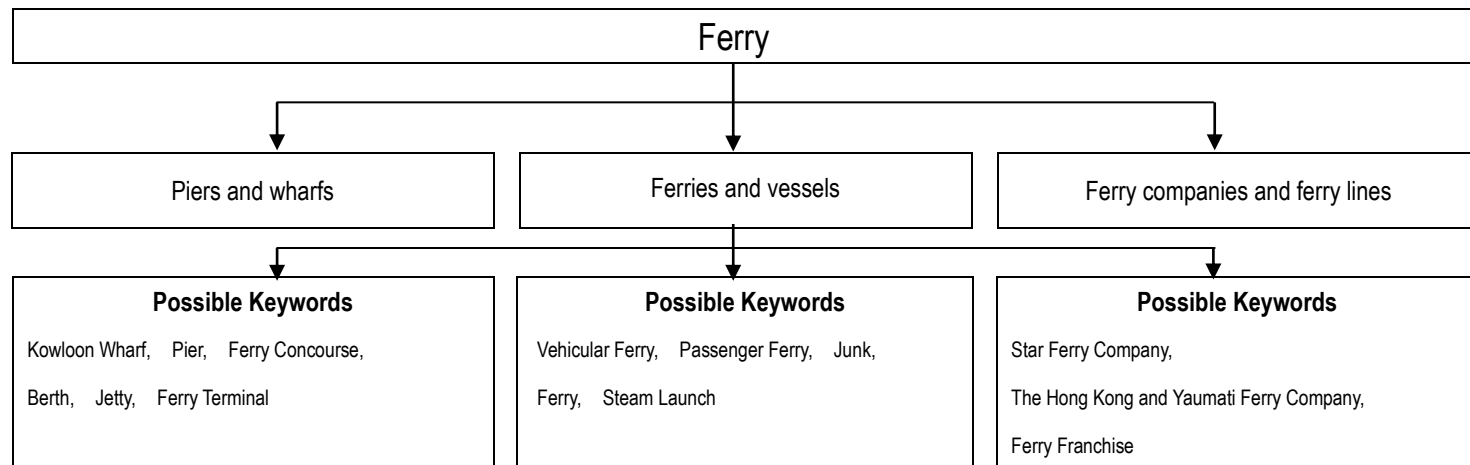 Ferry
Piers and wharfs
Ferries and vessels
Ferry companies and ferry lines
Possible Keywords
Kowloon Wharf, Pier, Ferry Concourse,
Berth, Jetty, Ferry Terminal
Possible Keywords
Vehicular Ferry, Passenger Ferry, Junk,
Ferry, Steam Launch
Possible Keywords
Star Ferry Company,
The Hong Kong and Yaumati Ferry Company,
Ferry Franchise